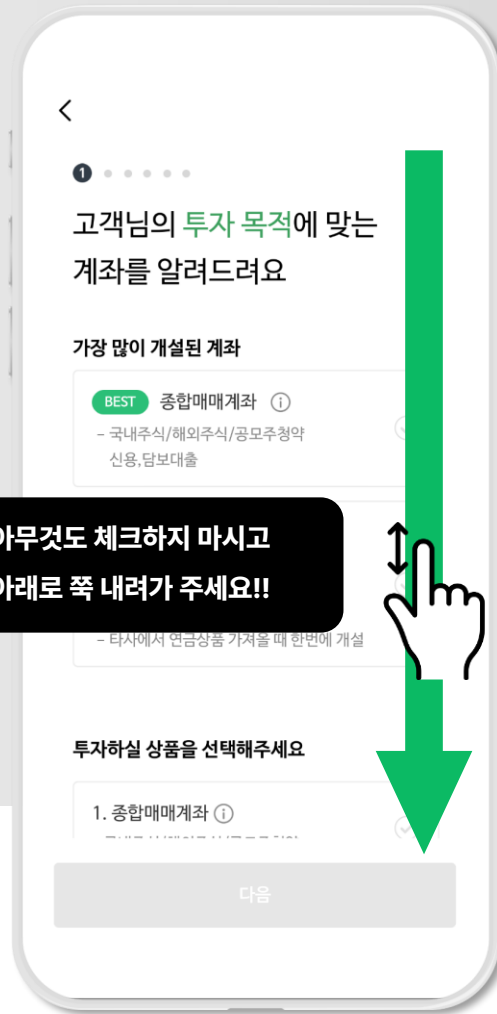 1
고객님의 투자 목적에 맞는
계좌를 알려드려요
가장 많이 개설된 계좌
BEST 종합매매계좌
- 국내주식/해외주식/공모주청약
신용,담보대출
아무것도 체크하지 마시고
아래로 쭉 내려가 주세요!!
- 타사에서 연금상품 가져올 때 한번에 개설
투자하실 상품을 선택해주세요
1. 종합매매계좌
다음